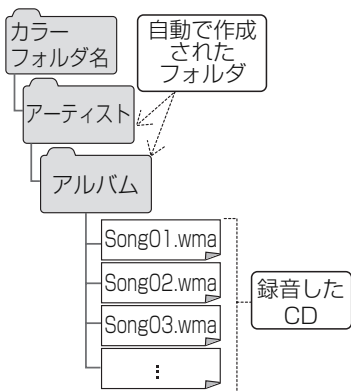 カラー
フォルダ名
自動で作成
された
フォルダ
アーティスト
アルバム
Song01.wma
Song02.wma
Song03.wma
⋮
録音した
CD